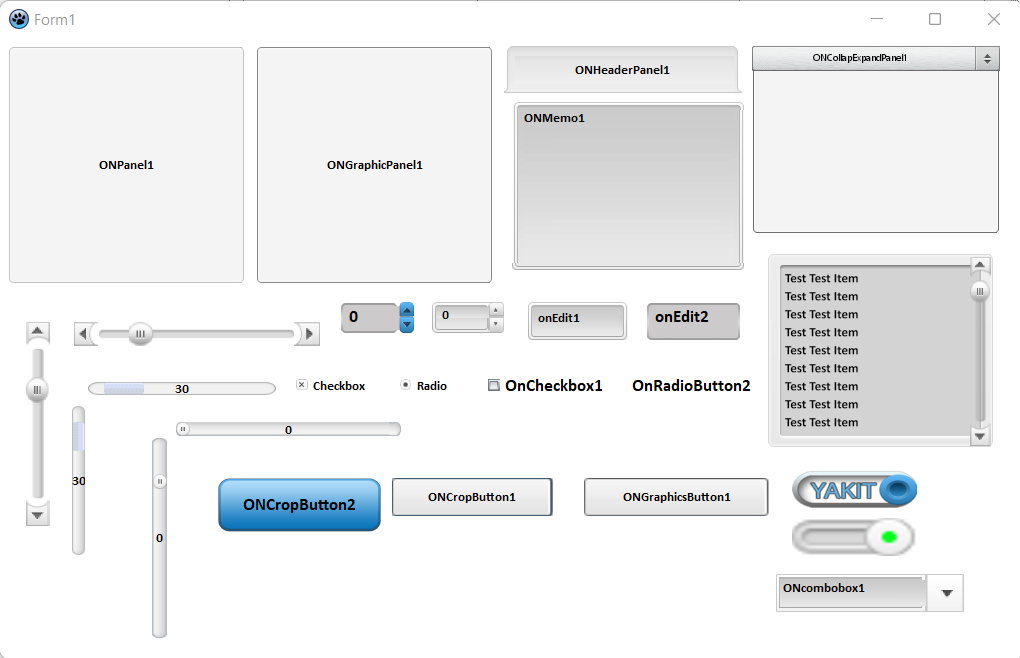 Form1
ONPanel1
ONGraphicPanel1
ONHeaderPanel1
ONMemo1
ONCollapExpandPanel1
Test Test Item
Test Test Item
Test Test Item
Test Test Item
Test Test Item
Test Test Item
Test Test Item
Test Test Item
Test Test Item
0
0
onEdit1
onEdit2
30
Checkbox
Radio
OnCheckbox1
OnRadioButton2
0
30
0
ONCropButton2
ONCropButton1
ONGraphicsButton1
YAKIT
ONcombobox1